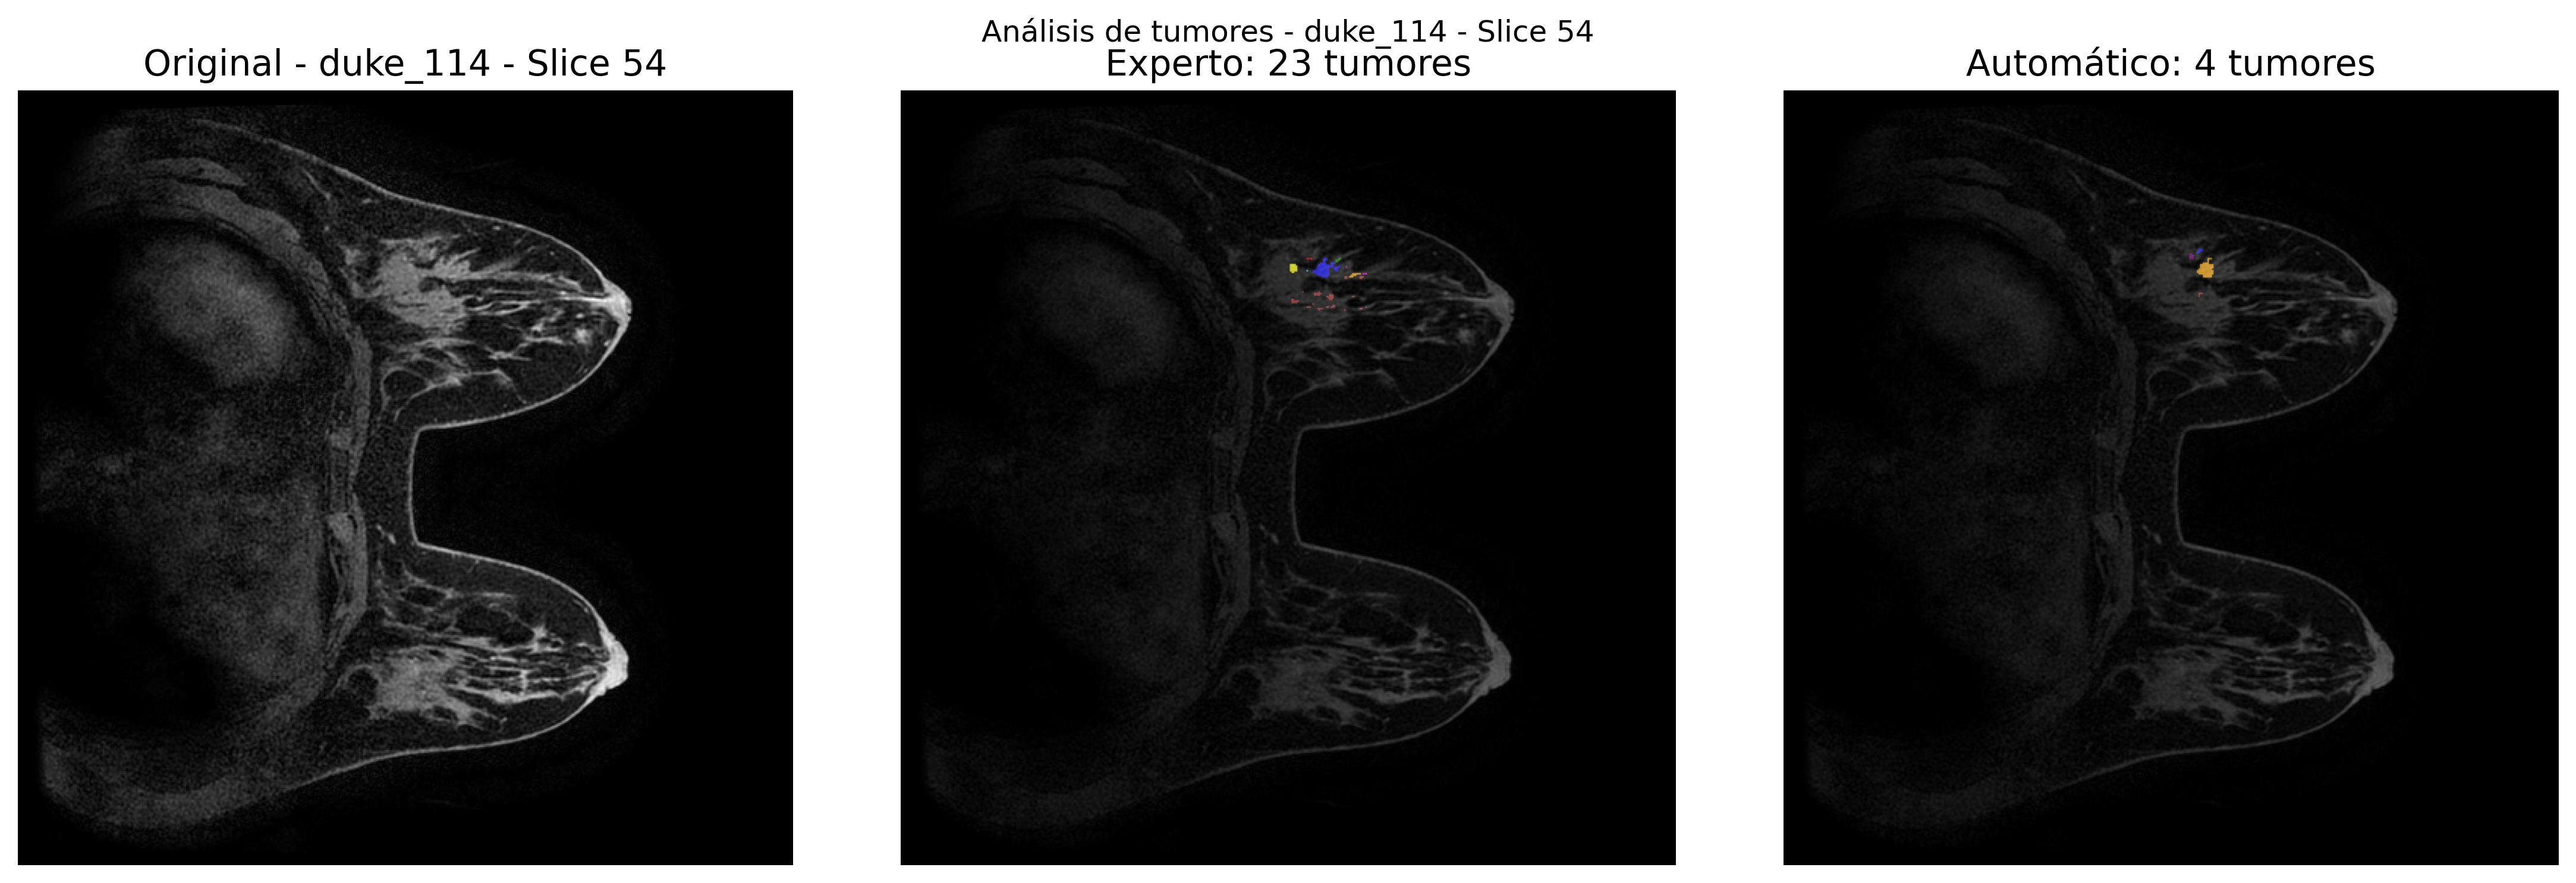 Análisis de tumores - duke_114 - Slice 54
Original - duke_114 - Slice 54
Experto: 23 tumores
Automático: 4 tumores